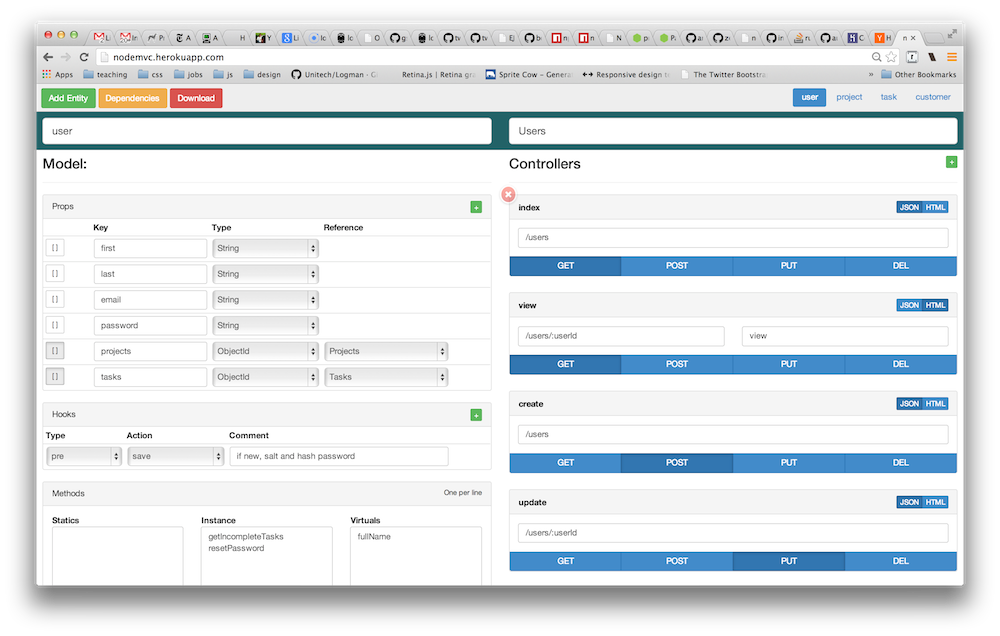 nodemvc.herokuapp.com
Apps teaching css jobs js design Unitech/Logman · Retina.js | Retina gra Sprite Cow – Genera Responsive design t The Twitter Bootstra » Other Bookmarks
Add Entity Dependencies Download user project task customer
user Users
Model: Controllers
Props
Key Type Reference
[ ] first String
[ ] last String
[ ] email String
[ ] password String
[ ] projects ObjectId Projects
[ ] tasks ObjectId Tasks
Hooks
Type Action Comment
pre save if new, salt and hash password
Methods One per line
Statics Instance Virtuals
getIncompleteTasks
resetPassword
fullName
index JSON HTML
/users
GET POST PUT DEL
view JSON HTML
/users/:userId view
GET POST PUT DEL
create JSON HTML
/users
GET POST PUT DEL
update JSON HTML
/users/:userId
GET POST PUT DEL